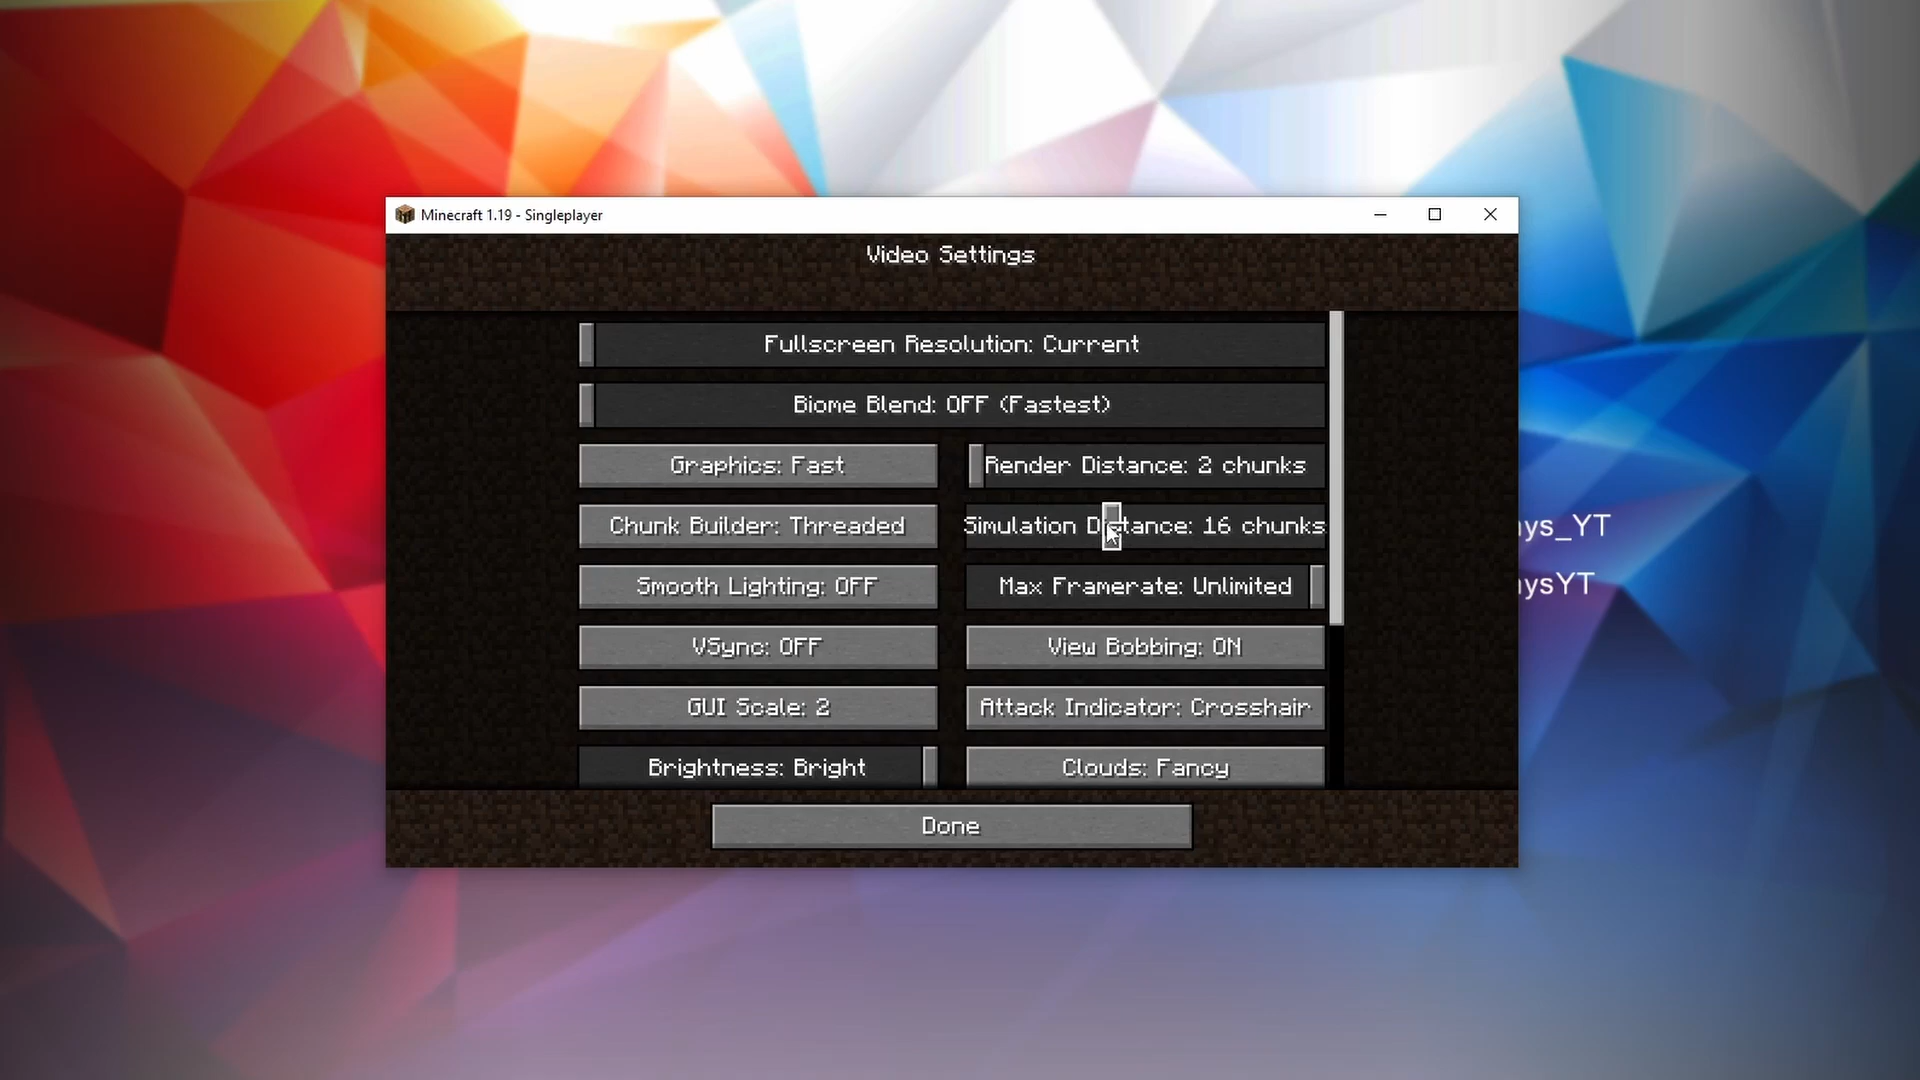 Minecraft 1.19 - Singleplayer
Video Settings
Fullscreen Resolution: Current
Biome Blend: OFF (Fastest)
Graphics: Fast
Render Distance: 2 chunks
Chunk Builder: Threaded
Simulation Distance: 16 chunks
Smooth Lighting: OFF
Max Framerate: Unlimited
VSync: OFF
View Bobbing: ON
GUI Scale: 2
Attack Indicator: Crosshair
Brightness: Bright
Clouds: Fancy
Done